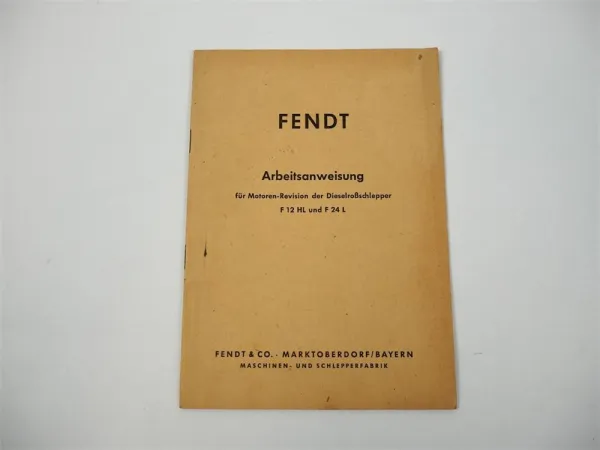 FENDT
Arbeitsanweisung
für Motoren-Revision der Dieselroßschlepper
F 12 HL und F 24 L
FENDT & CO. · MARKTOBERDORF/BAYERN
MASCHINEN- UND SCHLEPPERFABRIK